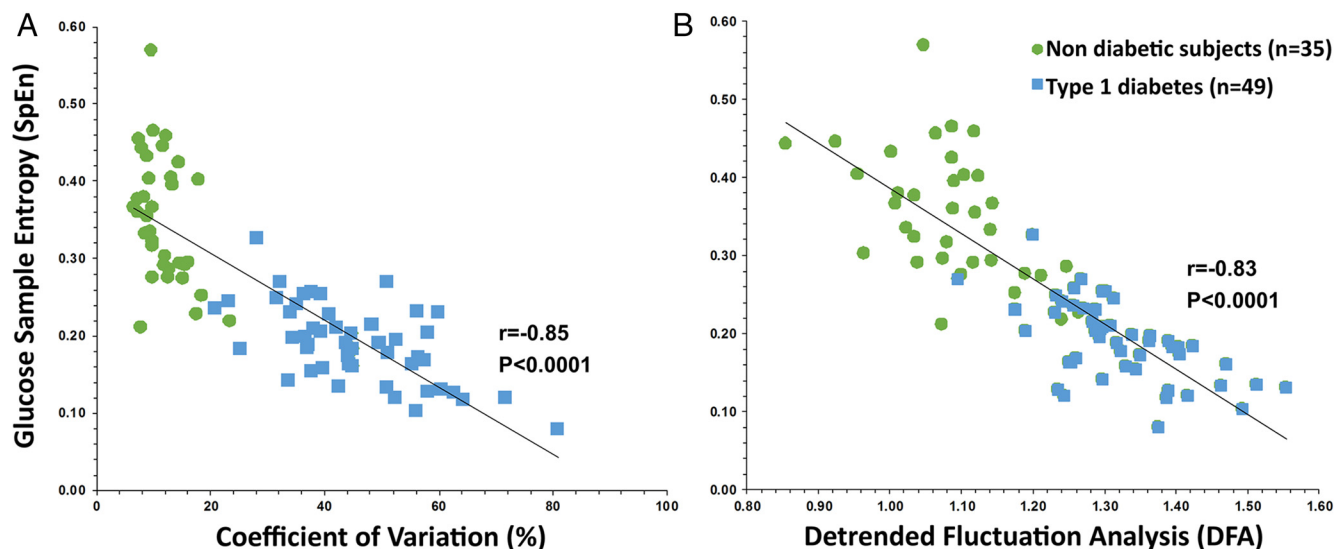 A
0.60
0.50
0.40
0.30
0.20
0.10
0.00
Glucose Sample Entropy (SpEn)
r=-0.85
P<0.0001
0 20 40 60 80 100
Coefficient of Variation (%)
B
0.60
0.50
0.40
0.30
0.20
0.10
0.00
Non diabetic subjects (n=35)
Type 1 diabetes (n=49)
r=-0.83
P<0.0001
0.80 0.90 1.00 1.10 1.20 1.30 1.40 1.50 1.60
Detrended Fluctuation Analysis (DFA)